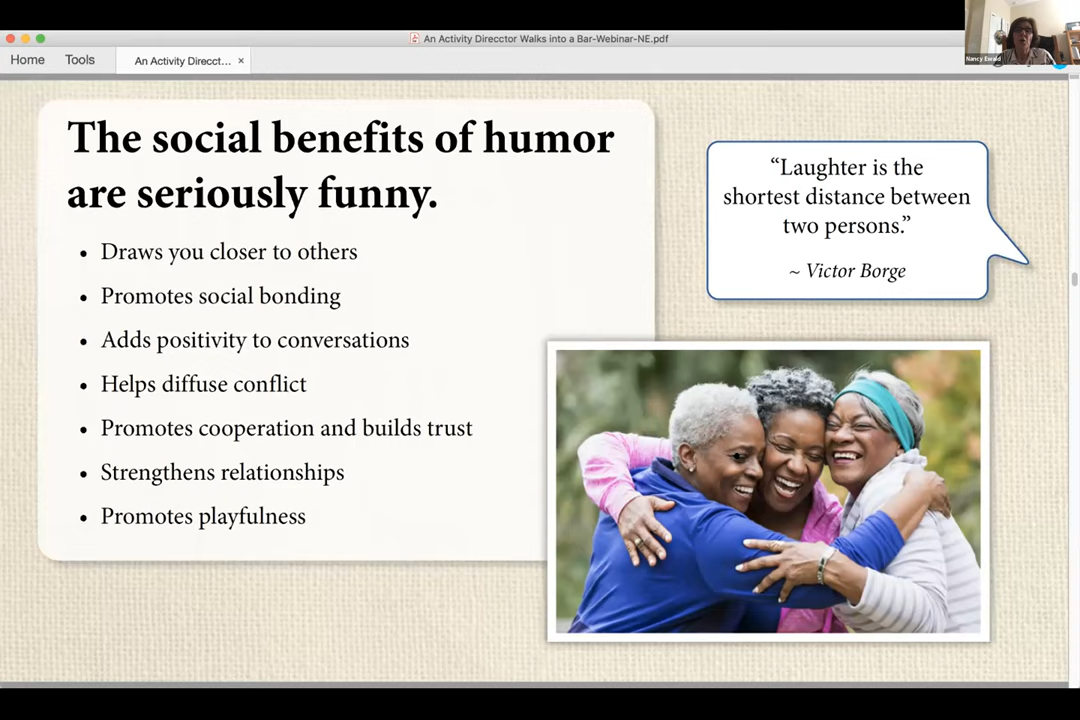 An Activity Direcctor Walks into a Bar-Webinar-NE.pdf
Home
Tools
An Activity Direcct...
×
Nancy
The social benefits of humor
are seriously funny.
• Draws you closer to others
• Promotes social bonding
• Adds positivity to conversations
• Helps diffuse conflict
• Promotes cooperation and builds trust
• Strengthens relationships
• Promotes playfulness
“Laughter is the
shortest distance between
two persons.”
~ Victor Borge